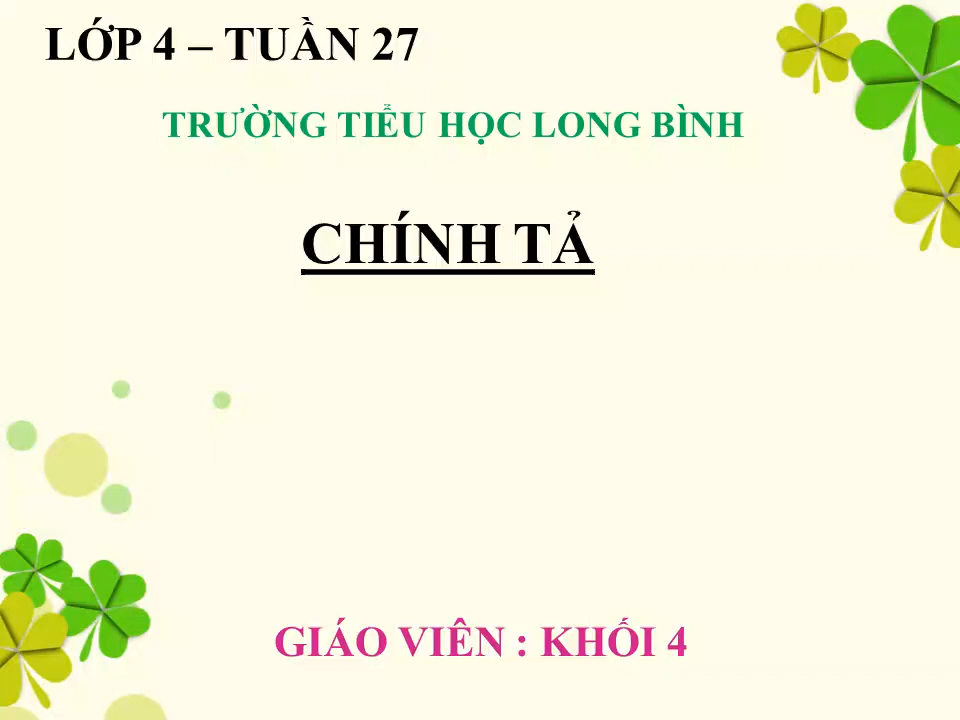 LỚP 4 – TUẦN 27
TRƯỜNG TIỂU HỌC LONG BÌNH
CHÍNH TẢ
GIÁO VIÊN : KHỐI 4